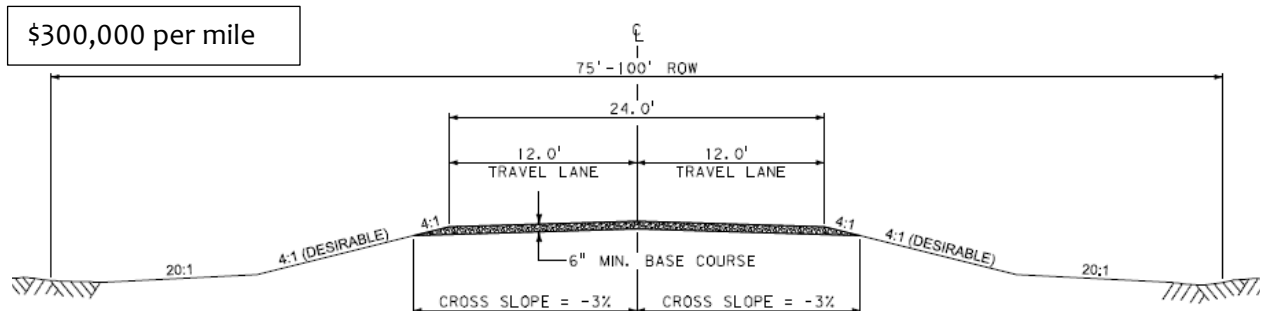 $300,000 per mile
℄
75'-100' ROW
24.0'
12.0' 12.0'
TRAVEL LANE TRAVEL LANE
4:1 4:1
4:1 (DESIRABLE) 4:1 (DESIRABLE)
6" MIN. BASE COURSE
20:1 20:1
CROSS SLOPE = -3% CROSS SLOPE = -3%